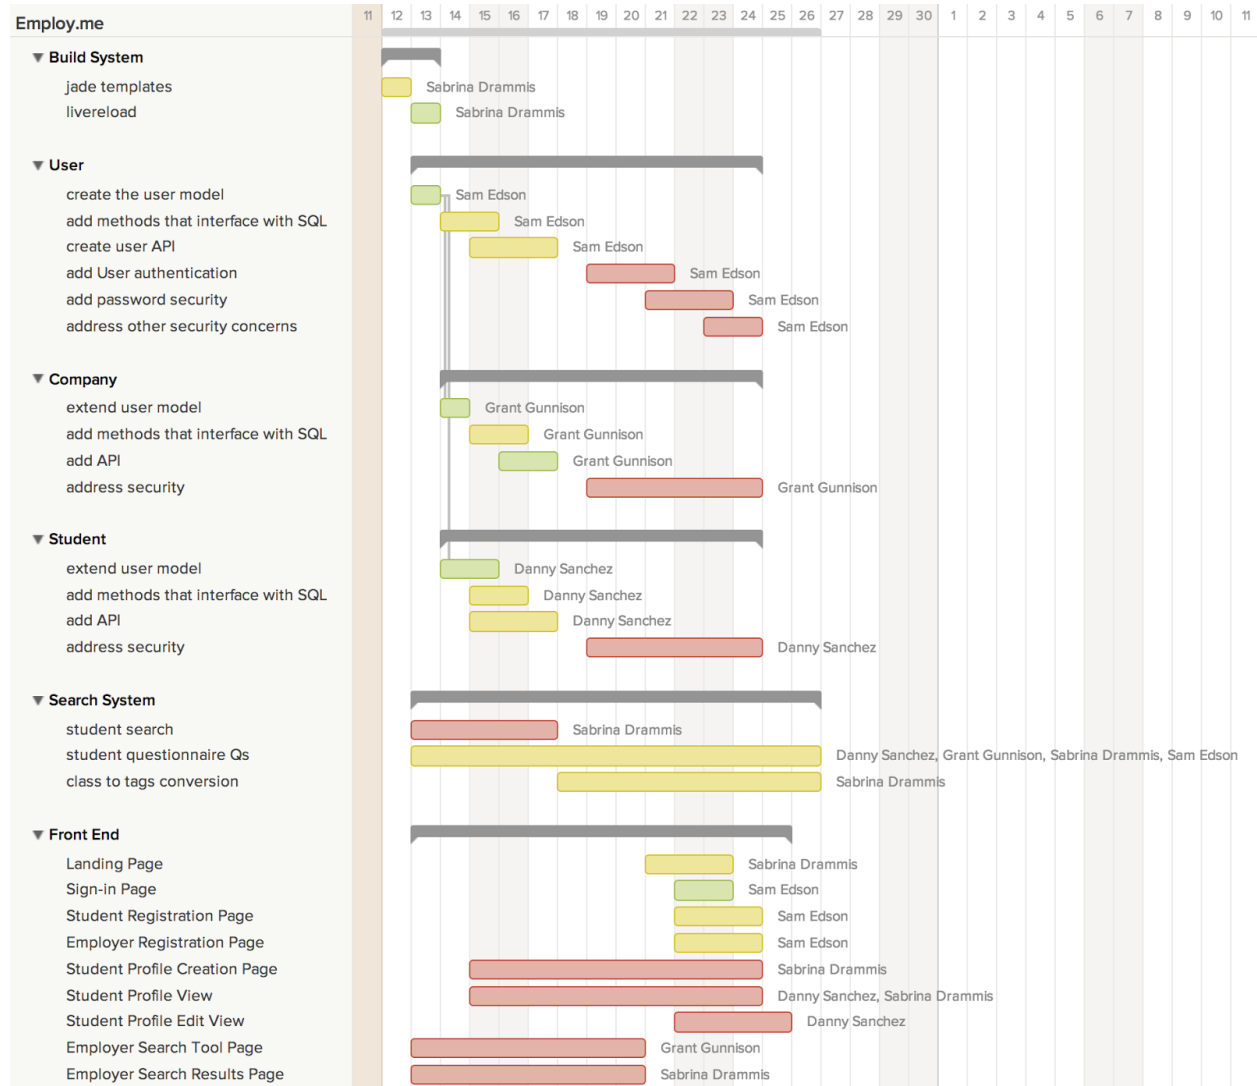 Employ.me 11 12 13 14 15 16 17 18 19 20 21 22 23 24 25 26 27 28 29 30 1 2 3 4 5 6 7 8 9 10 11
Build System
jade templates Sabrina Drammis
livereload Sabrina Drammis
User
create the user model Sam Edson
add methods that interface with SQL Sam Edson
create user API Sam Edson
add User authentication Sam Edson
add password security Sam Edson
address other security concerns Sam Edson
Company
extend user model Grant Gunnison
add methods that interface with SQL Grant Gunnison
add API Grant Gunnison
address security Grant Gunnison
Student
extend user model Danny Sanchez
add methods that interface with SQL Danny Sanchez
add API Danny Sanchez
address security Danny Sanchez
Search System
student search Sabrina Drammis
student questionnaire Qs Danny Sanchez, Grant Gunnison, Sabrina Drammis, Sam Edson
class to tags conversion Sabrina Drammis
Front End
Landing Page Sabrina Drammis
Sign-in Page Sam Edson
Student Registration Page Sam Edson
Employer Registration Page Sam Edson
Student Profile Creation Page Sabrina Drammis
Student Profile View Danny Sanchez, Sabrina Drammis
Student Profile Edit View Danny Sanchez
Employer Search Tool Page Grant Gunnison
Employer Search Results Page Sabrina Drammis